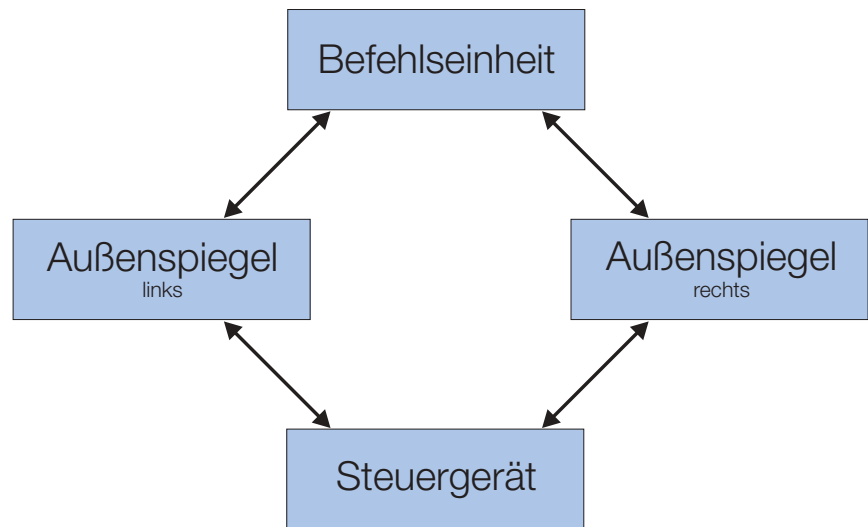 Befehlseinheit
Außenspiegel
links
Außenspiegel
rechts
Steuergerät